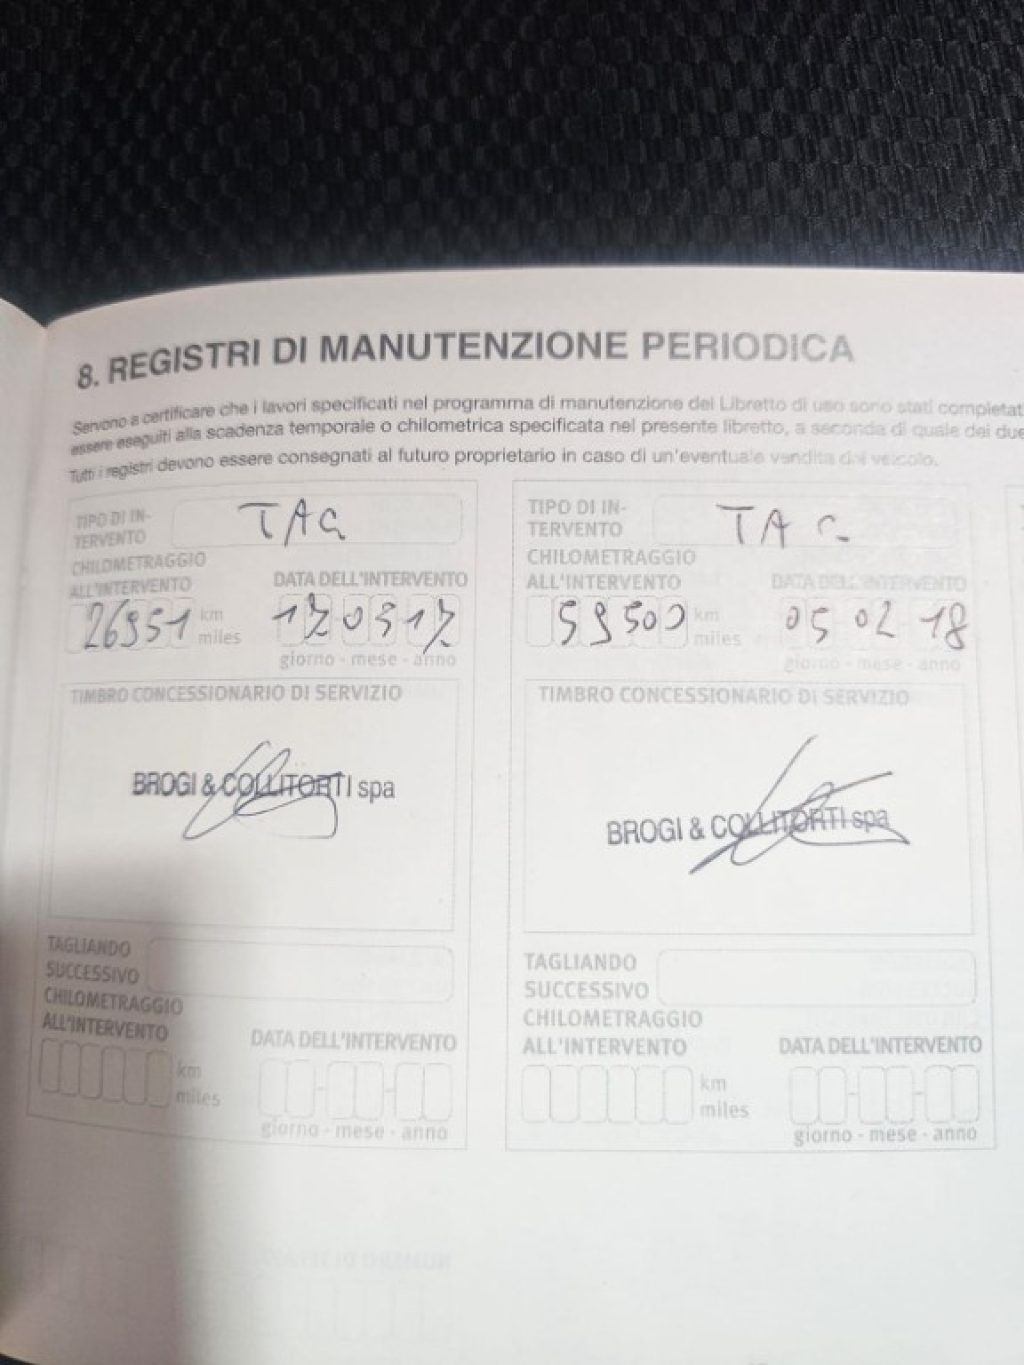 8. REGISTRI DI MANUTENZIONE PERIODICA
Servono a certificare che i lavori specificati nel programma di manutenzione del Libretto di uso sono stati completati
essere eseguiti alla scadenza temporale o chilometrica specificata nel presente libretto, a seconda di quale dei due
Tutti i registri devono essere consegnati al futuro proprietario in caso di un'eventuale vendita del veicolo.
TIPO DI IN-
TERVENTO
TAG
CHILOMETRAGGIO
ALL'INTERVENTO
DATA DELL'INTERVENTO
26951 km
miles
17 03 17
giorno - mese - anno
TIMBRO CONCESSIONARIO DI SERVIZIO
BROGI & COLLITORTI spa
TAGLIANDO
SUCCESSIVO
CHILOMETRAGGIO
ALL'INTERVENTO
DATA DELL'INTERVENTO
km
miles
giorno - mese - anno
TIPO DI IN-
TERVENTO
TAG
CHILOMETRAGGIO
ALL'INTERVENTO
DATA DELL'INTERVENTO
59500 km
miles
05 02 18
giorno - mese - anno
TIMBRO CONCESSIONARIO DI SERVIZIO
BROGI & COLLITORTI spa
TAGLIANDO
SUCCESSIVO
CHILOMETRAGGIO
ALL'INTERVENTO
DATA DELL'INTERVENTO
km
miles
giorno - mese - anno